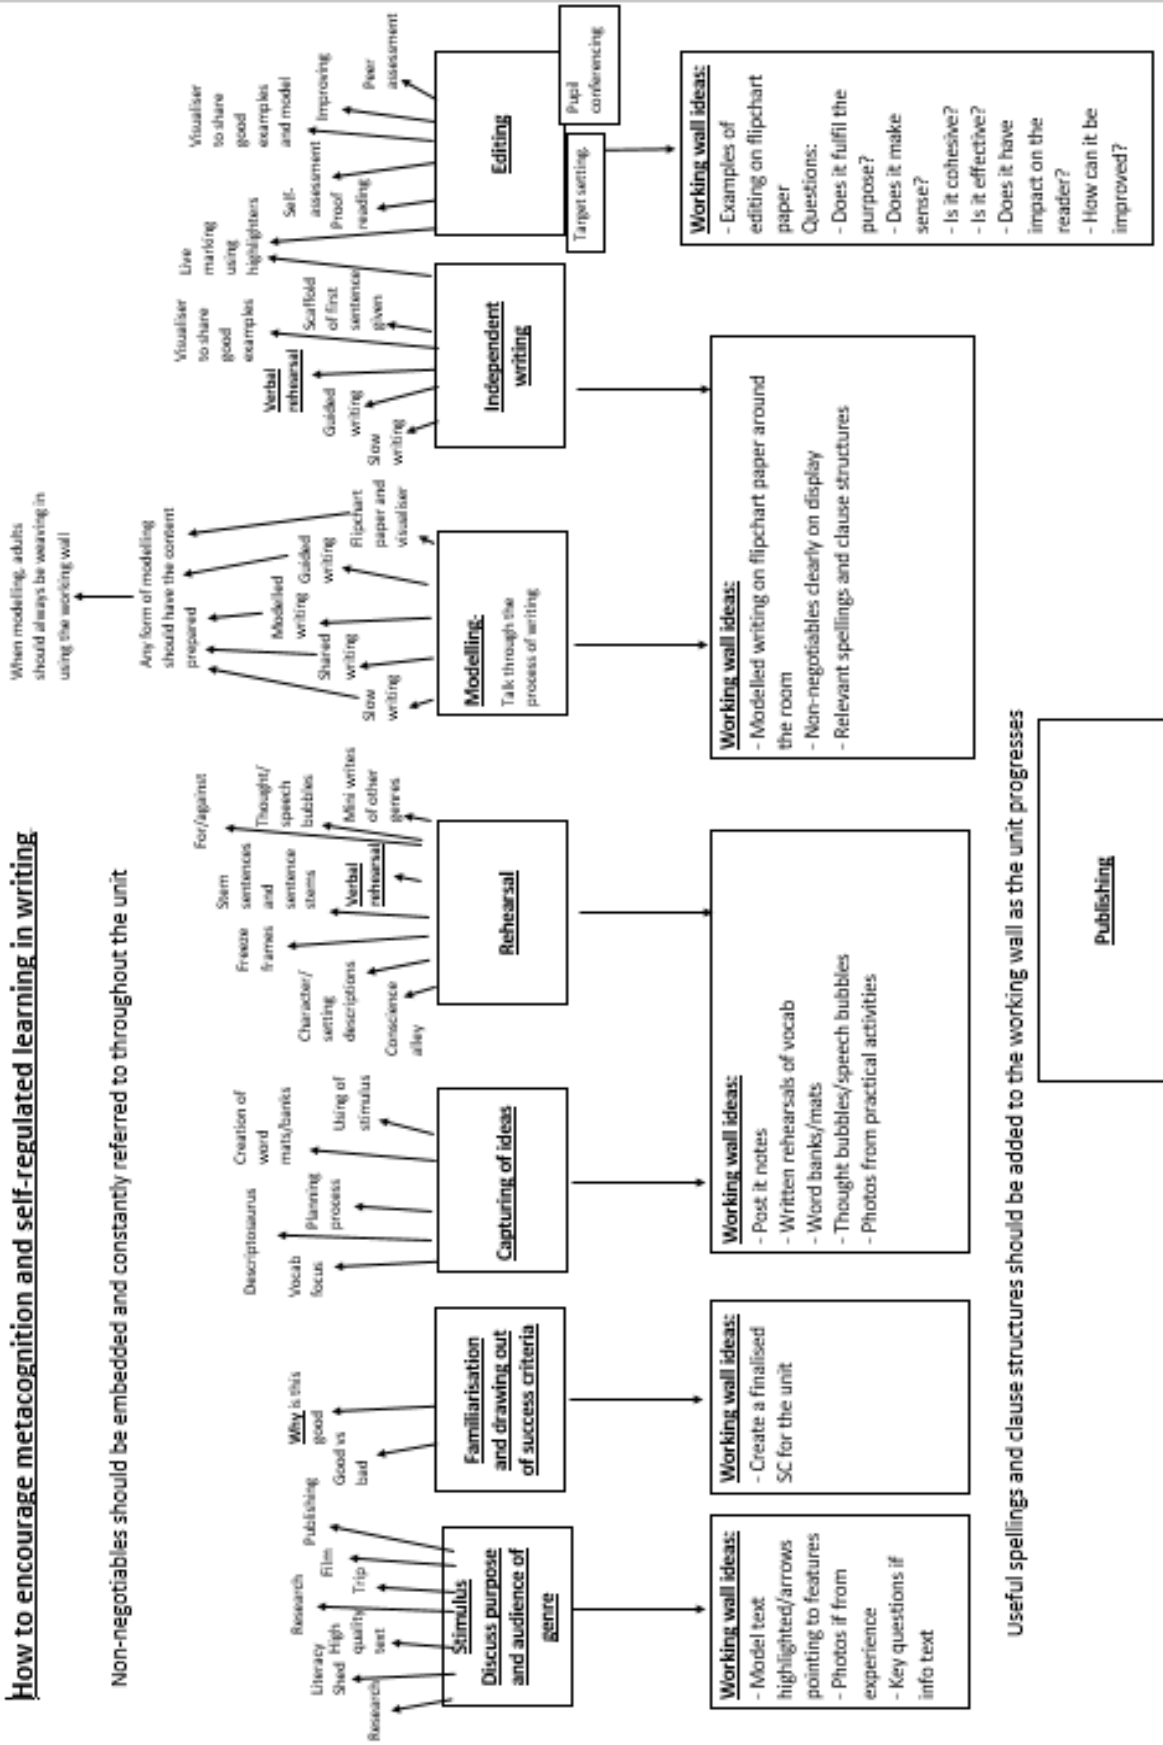 How to encourage metacognition and self-regulated learning in writing
Non-negotiables should be embedded and constantly referred to throughout the unit
When modelling, adults
should always be weaving in
using the working wall
Any form of modelling
should have the content
prepared
Research
Literacy
Shed
High
quality
text
Research
Trip
Film
Publishing
Stimulus
Discuss purpose
and audience of
genre
Working wall ideas:
- Model text
highlighted/arrows
pointing to features
- Photos if from
experience
- Key questions if
info text
Good vs
bad
Why is this
good
Familiarisation
and drawing out
of success criteria
Working wall ideas:
- Create a finalised
SC for the unit
Vocab
focus
Descriptosaurus
Planning
process
Creation of
word
mats/banks
Using of
stimulus
Capturing of ideas
Conscience
alley
Character/
setting
descriptions
Freeze
frames
Stem
sentences
and
sentence
stems
Verbal
rehearsal
For/against
Thought/
speech
bubbles
Mini writes
of other
genres
Rehearsal
Working wall ideas:
- Post it notes
- Written rehearsals of vocab
- Word banks/mats
- Thought bubbles/speech bubbles
- Photos from practical activities
Slow
writing
Shared
writing
Modelled
writing
Guided
writing
Flipchart
paper and
visualiser
Modelling-
Talk through the
process of writing
Slow
writing
Guided
writing
Verbal
rehearsal
Visualiser
to share
good
examples
Scaffold
of first
sentence
given
Live
marking
using
highlighters
Independent
writing
Working wall ideas:
- Modelled writing on flipchart paper around
the room
- Non-negotiables clearly on display
- Relevant spellings and clause structures
Proof
reading
Self-
assessment
Visualiser
to share
good
examples
and model
Improving
Peer
assessment
Editing
Target setting.
Pupil
conferencing
Working wall ideas:
- Examples of
editing on flipchart
paper
Questions:
- Does it fulfil the
purpose?
- Does it make
sense?
- Is it cohesive?
- Is it effective?
- Does it have
impact on the
reader?
- How can it be
improved?
Useful spellings and clause structures should be added to the working wall as the unit progresses
Publishing